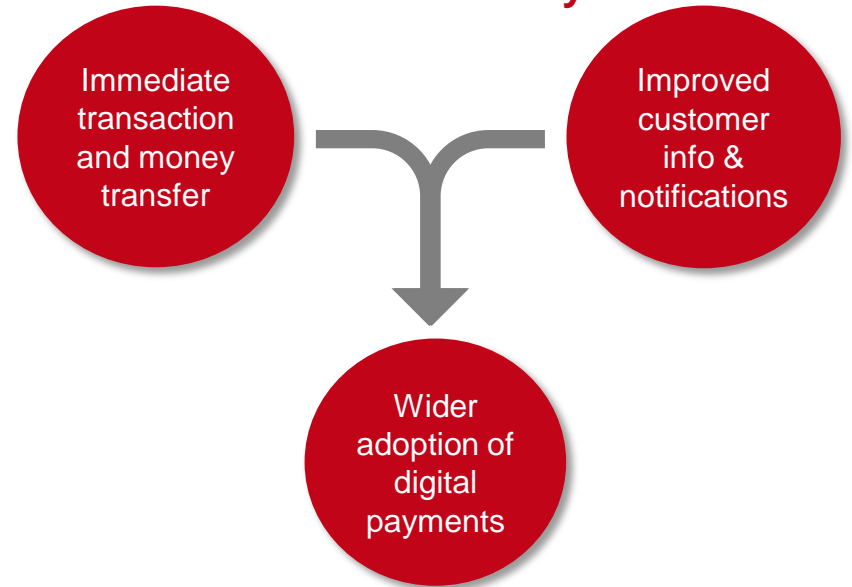 Immediate
transaction
and money
transfer
Improved
customer
info &
notifications
Wider
adoption of
digital
payments